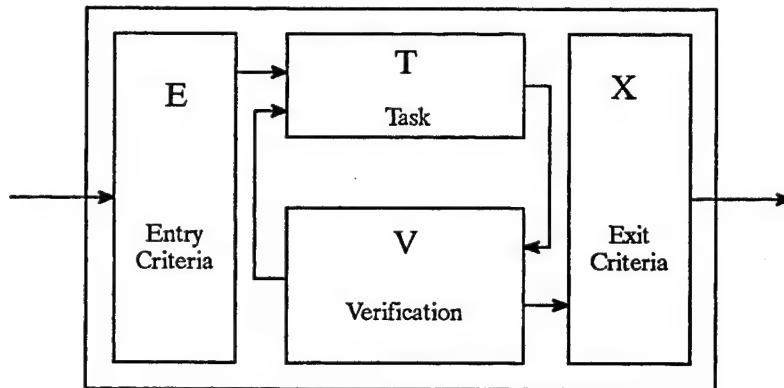 E
Entry
Criteria
T
Task
V
Verification
X
Exit
Criteria